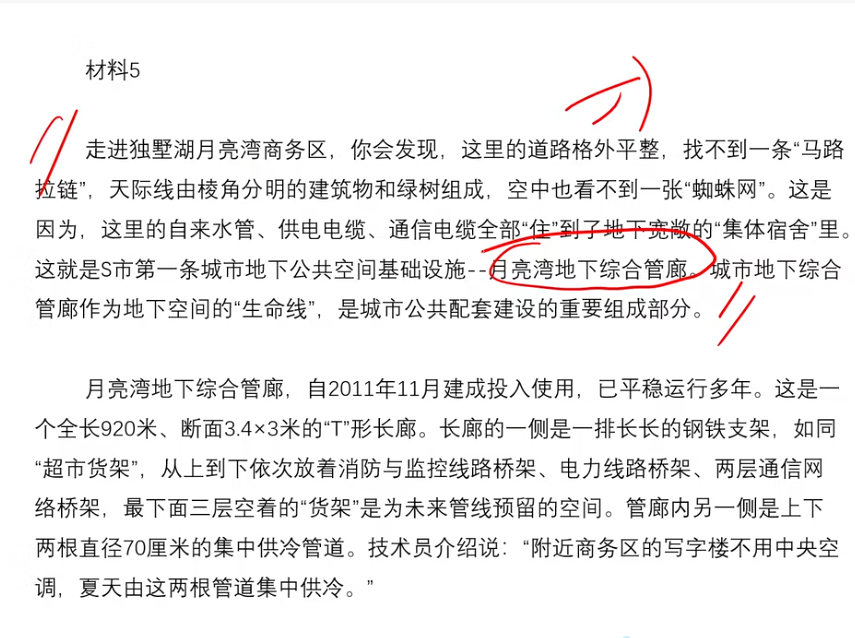 材料5
走进独墅湖月亮湾商务区，你会发现，这里的道路格外平整，找不到一条“马路
拉链”，天际线由棱角分明的建筑物和绿树组成，空中也看不到一张“蜘蛛网”。这是
因为，这里的自来水管、供电电缆、通信电缆全部“住”到了地下宽敞的“集体宿舍”里。
这就是S市第一条城市地下公共空间基础设施--月亮湾地下综合管廊。城市地下综合
管廊作为地下空间的“生命线”，是城市公共配套建设的重要组成部分。
月亮湾地下综合管廊，自2011年11月建成投入使用，已平稳运行多年。这是一
个全长920米、断面3.4×3米的“T”形长廊。长廊的一侧是一排长长的钢铁支架，如同
“超市货架”，从上到下依次放着消防与监控线路桥架、电力线路桥架、两层通信网
络桥架，最下面三层空着的“货架”是为未来管线预留的空间。管廊内另一侧是上下
两根直径70厘米的集中供冷管道。技术员介绍说：“附近商务区的写字楼不用中央空
调，夏天由这两根管道集中供冷。”